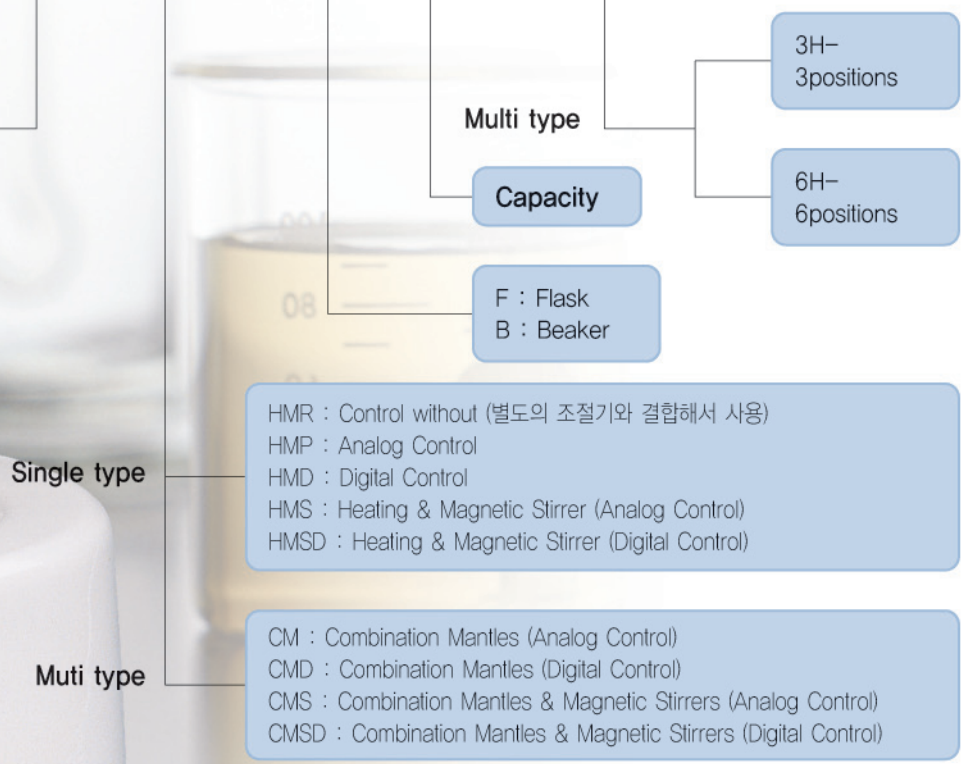 3H-
3positions
Multi type
Capacity
6H-
6positions
F : Flask
B : Beaker
80
HMR : Control without (별도의 조절기와 결합해서 사용)
HMP : Analog Control
Single type
HMD : Digital Control
HMS : Heating & Magnetic Stirrer (Analog Control)
HMSD : Heating & Magnetic Stirrer (Digital Control)
Muti type
CM : Combination Mantles (Analog Control)
CMD : Combination Mantles (Digital Control)
CMS : Combination Mantles & Magnetic Stirrers (Analog Control)
CMSD : Combination Mantles & Magnetic Stirrers (Digital Control)